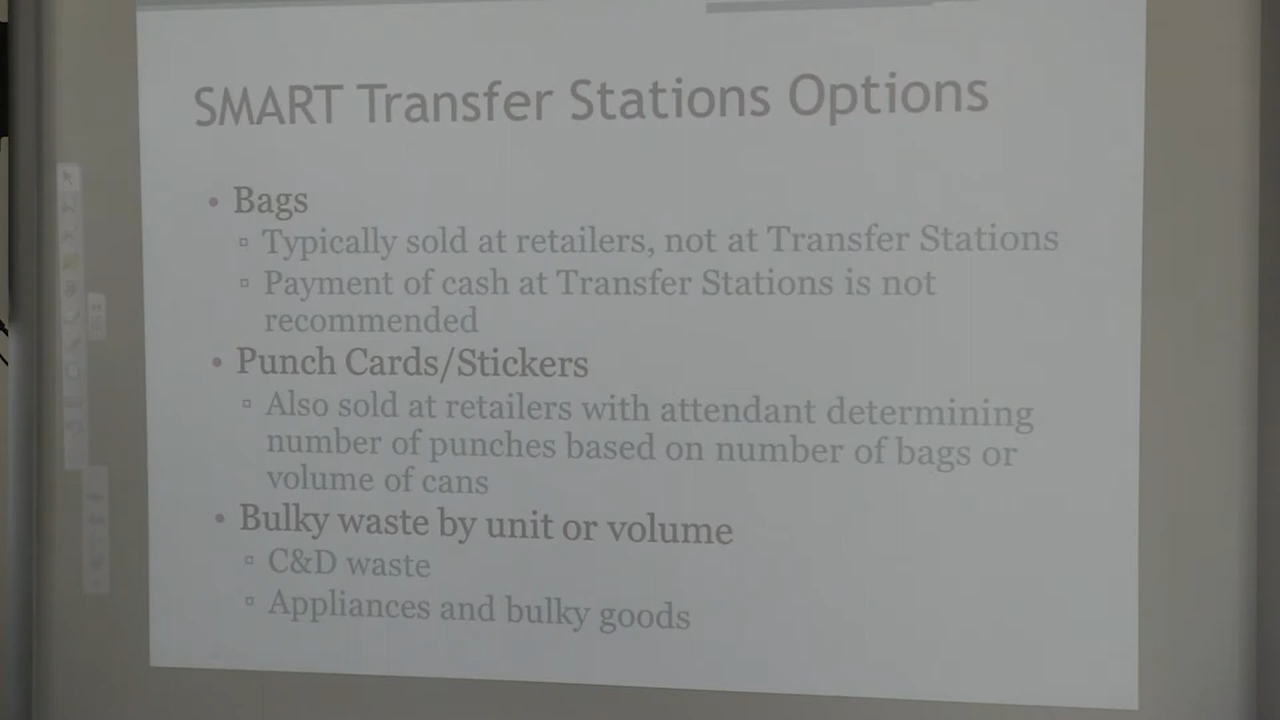 SMART Transfer Stations Options
• Bags
▫ Typically sold at retailers, not at Transfer Stations
▫ Payment of cash at Transfer Stations is not
recommended
• Punch Cards/Stickers
▫ Also sold at retailers with attendant determining
number of punches based on number of bags or
volume of cans
• Bulky waste by unit or volume
▫ C&D waste
▫ Appliances and bulky goods